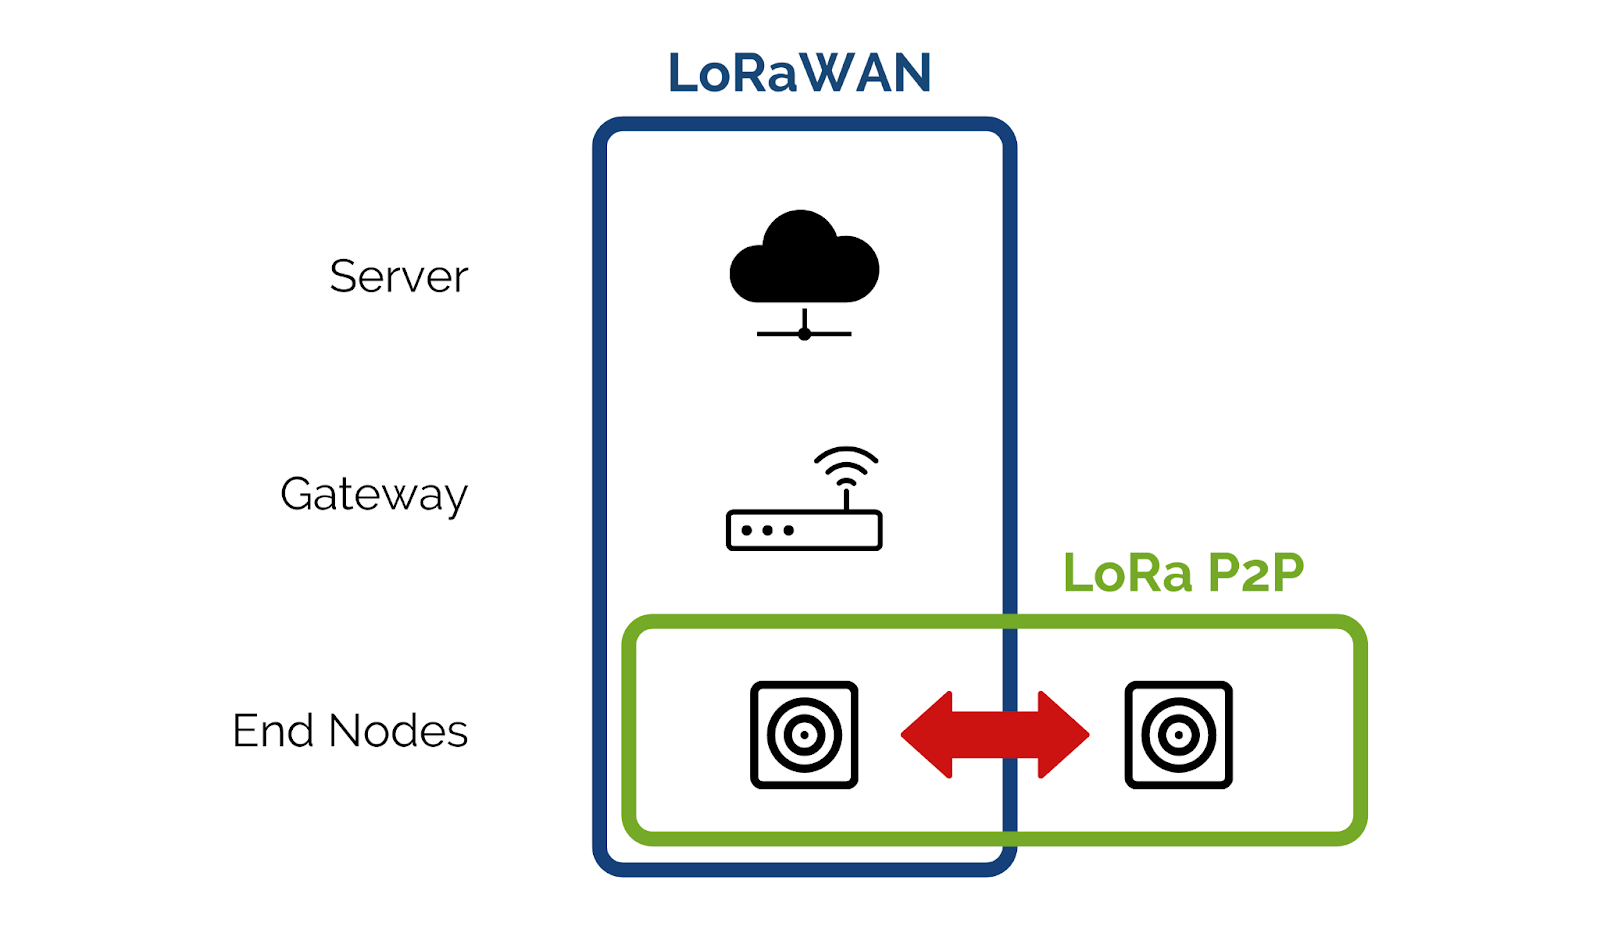 LoRaWAN
Server
Gateway
LoRa P2P
End Nodes